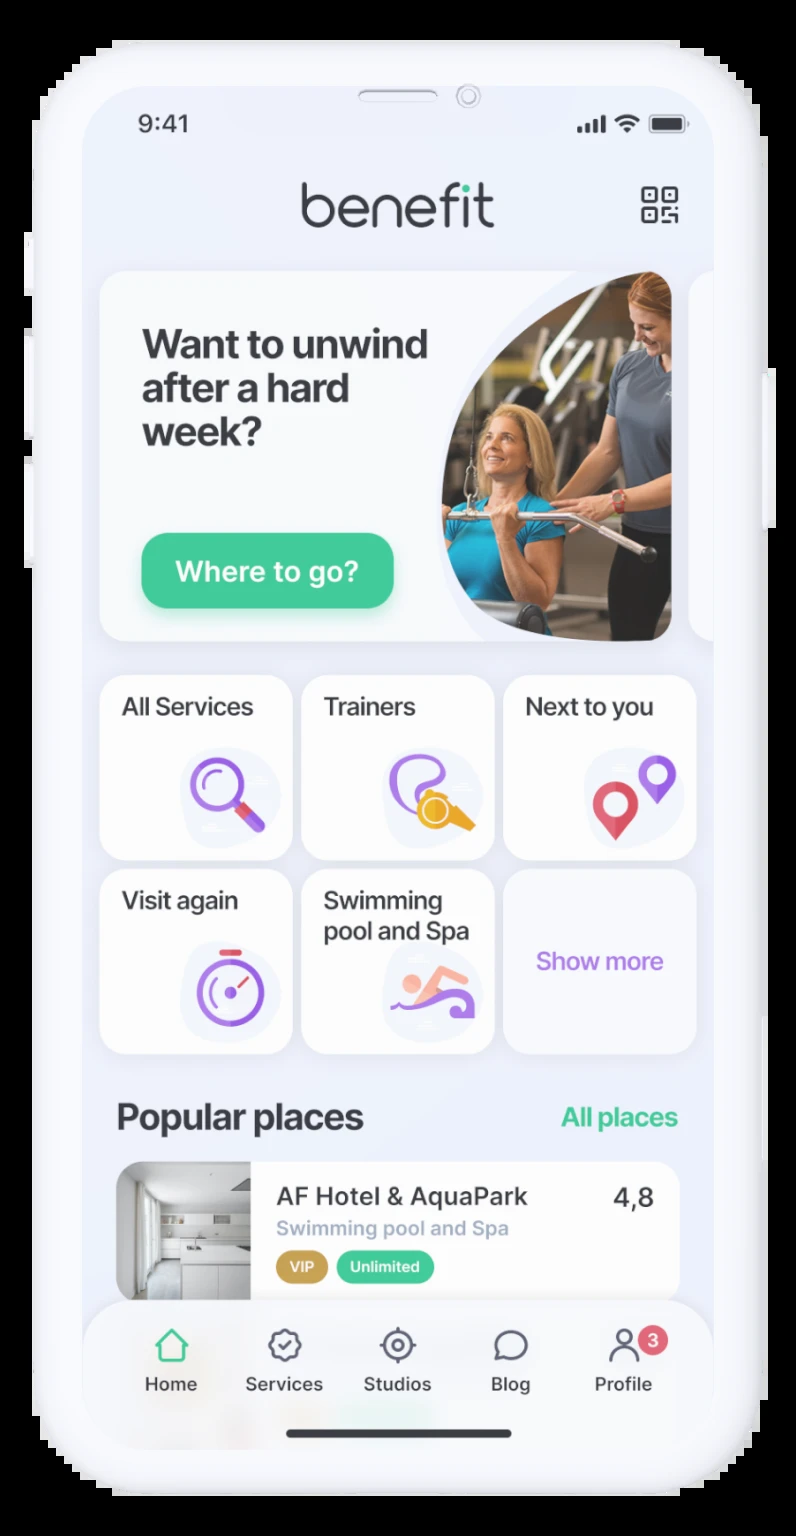 9:41
benefit
Want to unwind
after a hard
week?
Where to go?
All Services
Trainers
Next to you
Visit again
Swimming
pool and Spa
Show more
Popular places
All places
AF Hotel & AquaPark
4,8
Swimming pool and Spa
VIP
Unlimited
Home
Services
Studios
Blog
Profile
3